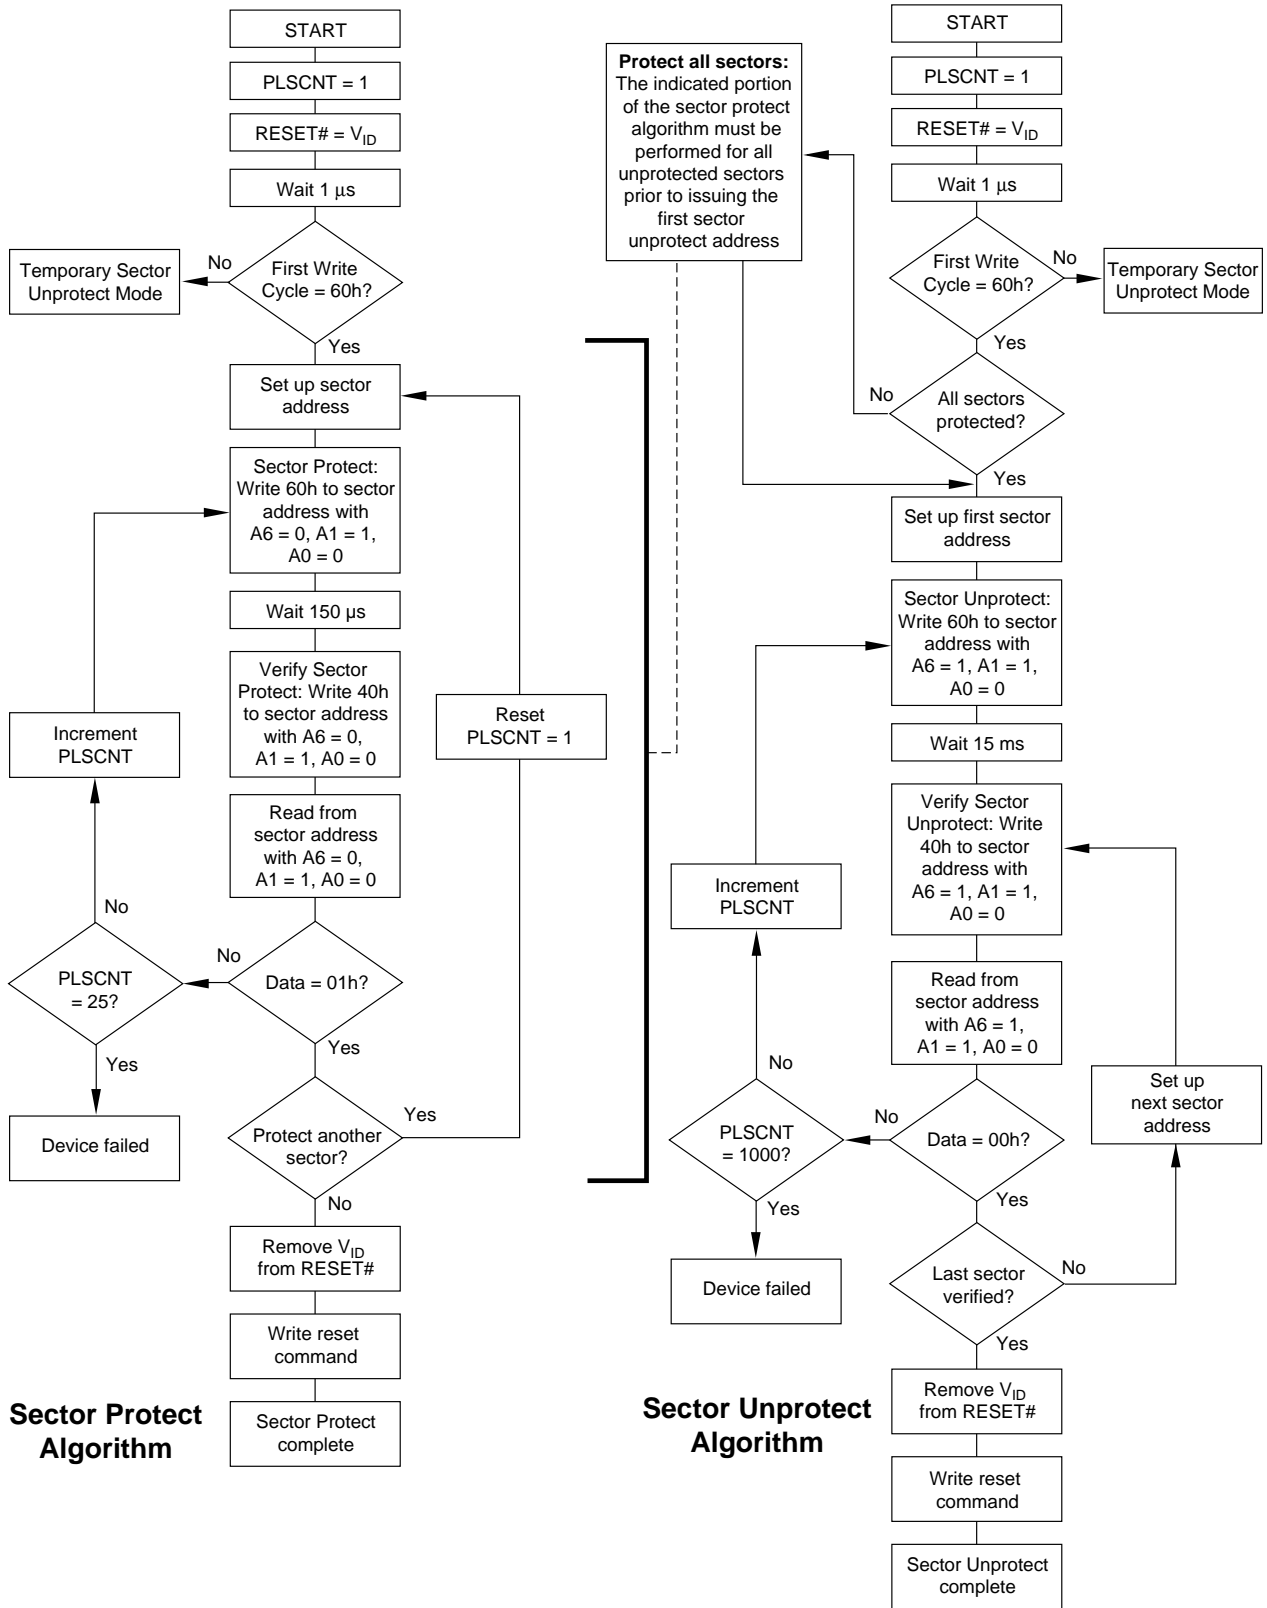 START
PLSCNT = 1
RESET# = VID
Wait 1 μs
First Write
Cycle = 60h?
No
Temporary Sector
Unprotect Mode
Yes
Set up sector
address
Sector Protect:
Write 60h to sector
address with
A6 = 0, A1 = 1,
A0 = 0
Wait 150 µs
Verify Sector
Protect: Write 40h
to sector address
with A6 = 0,
A1 = 1, A0 = 0
Reset
PLSCNT = 1
Increment
PLSCNT
Read from
sector address
with A6 = 0,
A1 = 1, A0 = 0
No
No
PLSCNT
= 25?
Data = 01h?
Yes
Yes
Device failed
Yes
Protect another
sector?
No
Remove VID
from RESET#
Write reset
command
Sector Protect
complete
Sector Protect
Algorithm
Protect all sectors:
The indicated portion
of the sector protect
algorithm must be
performed for all
unprotected sectors
prior to issuing the
first sector
unprotect address
START
PLSCNT = 1
RESET# = VID
Wait 1 μs
First Write
Cycle = 60h?
No
Temporary Sector
Unprotect Mode
Yes
No
All sectors
protected?
Yes
Set up first sector
address
Sector Unprotect:
Write 60h to sector
address with
A6 = 1, A1 = 1,
A0 = 0
Wait 15 ms
Verify Sector
Unprotect: Write
40h to sector
address with
A6 = 1, A1 = 1,
A0 = 0
Increment
PLSCNT
Read from
sector address
with A6 = 1,
A1 = 1, A0 = 0
No
Set up
next sector
address
No
PLSCNT
= 1000?
Data = 00h?
Yes
Yes
Device failed
Last sector
verified?
No
Yes
Remove VID
from RESET#
Write reset
command
Sector Unprotect
complete
Sector Unprotect
Algorithm